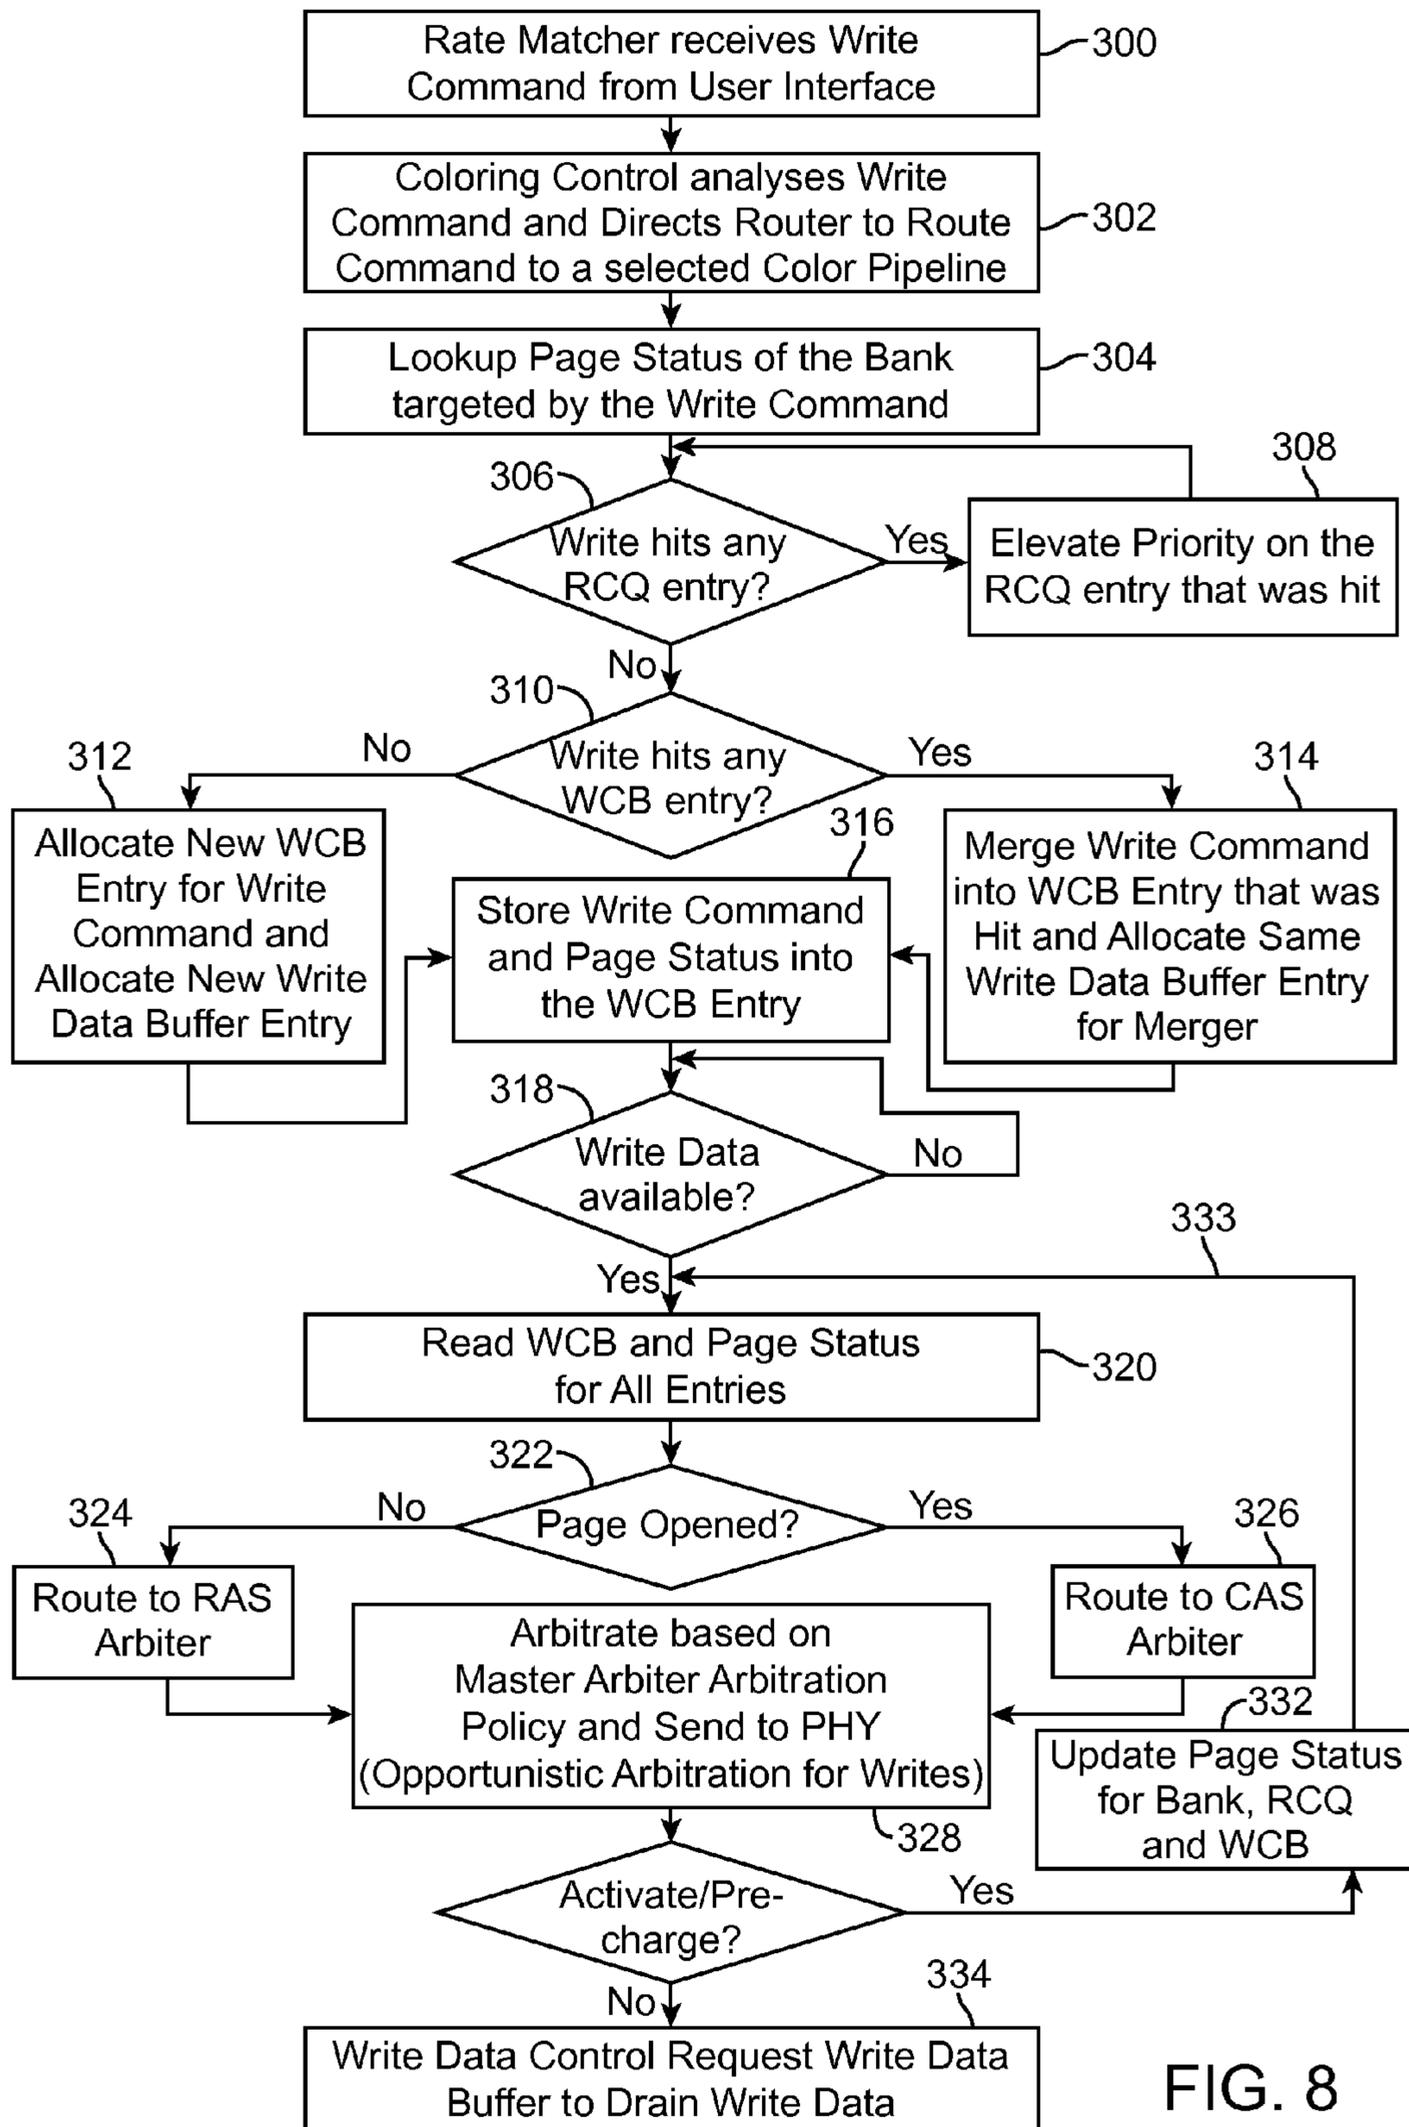 Rate Matcher receives Write
Command from User Interface
300
Coloring Control analyses Write
Command and Directs Router to Route
Command to a selected Color Pipeline
302
Lookup Page Status of the Bank
targeted by the Write Command
304
306
308
Write hits any
RCQ entry?
Yes
Elevate Priority on the
RCQ entry that was hit
No
310
312
No
Write hits any
WCB entry?
Yes
314
316
Allocate New WCB
Entry for Write
Command and
Allocate New Write
Data Buffer Entry
Store Write Command
and Page Status into
the WCB Entry
Merge Write Command
into WCB Entry that was
Hit and Allocate Same
Write Data Buffer Entry
for Merger
318
Write Data
available?
No
333
Yes
Read WCB and Page Status
for All Entries
320
322
324
No
Page Opened?
Yes
326
Route to RAS
Arbiter
Route to CAS
Arbiter
Arbitrate based on
Master Arbiter Arbitration
Policy and Send to PHY
(Opportunistic Arbitration for Writes)
328
332
Update Page Status
for Bank, RCQ
and WCB
Activate/Pre-
charge?
Yes
No
334
Write Data Control Request Write Data
Buffer to Drain Write Data
FIG. 8